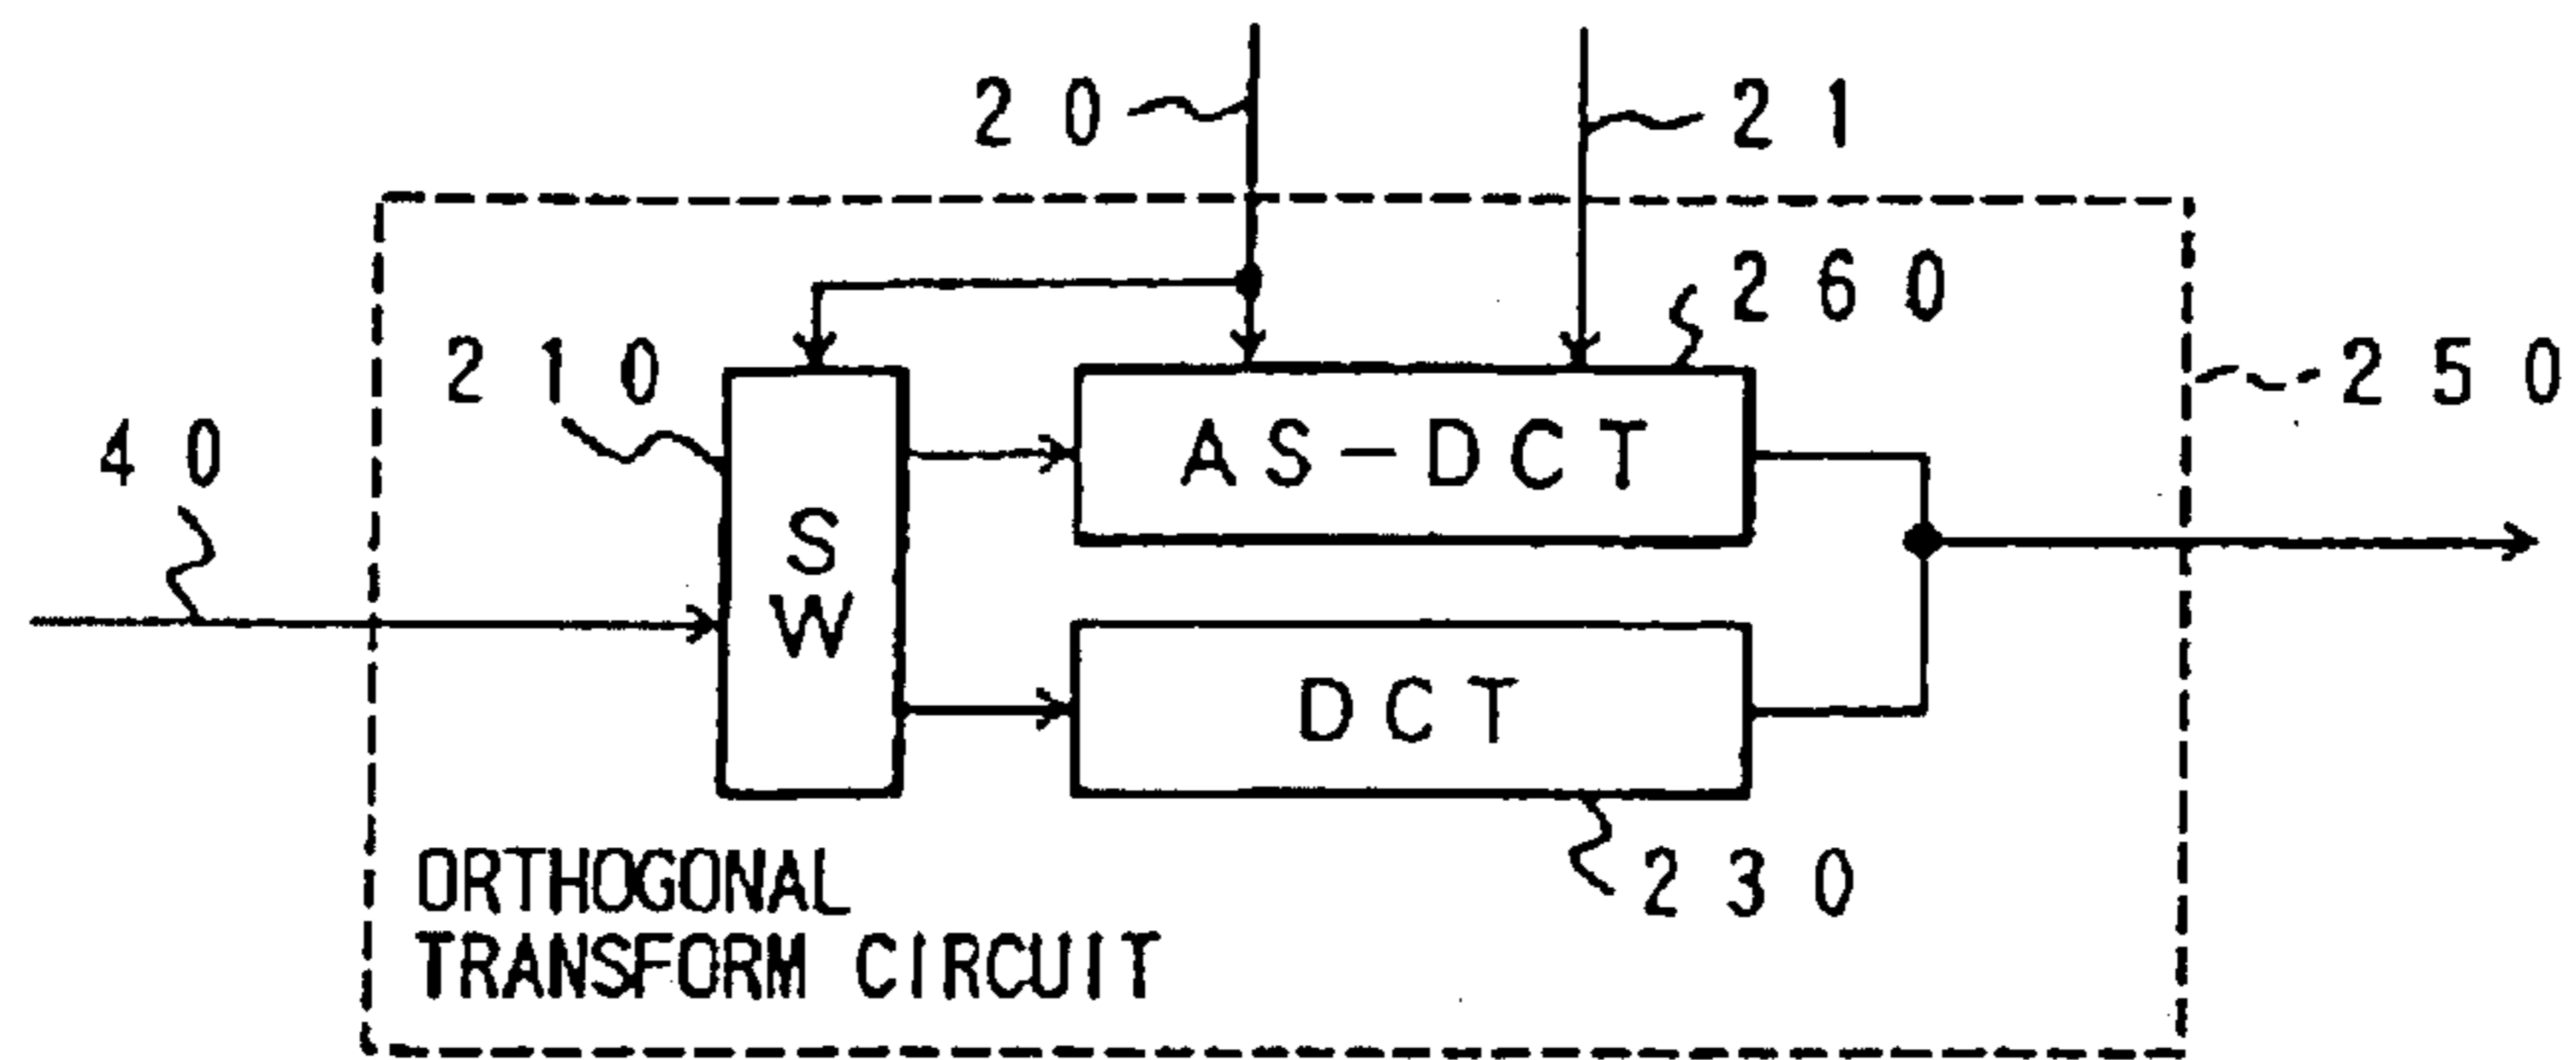 20
21
260
210
250
40
AS-DCT
S
W
DCT
230
ORTHOGONAL
TRANSFORM CIRCUIT